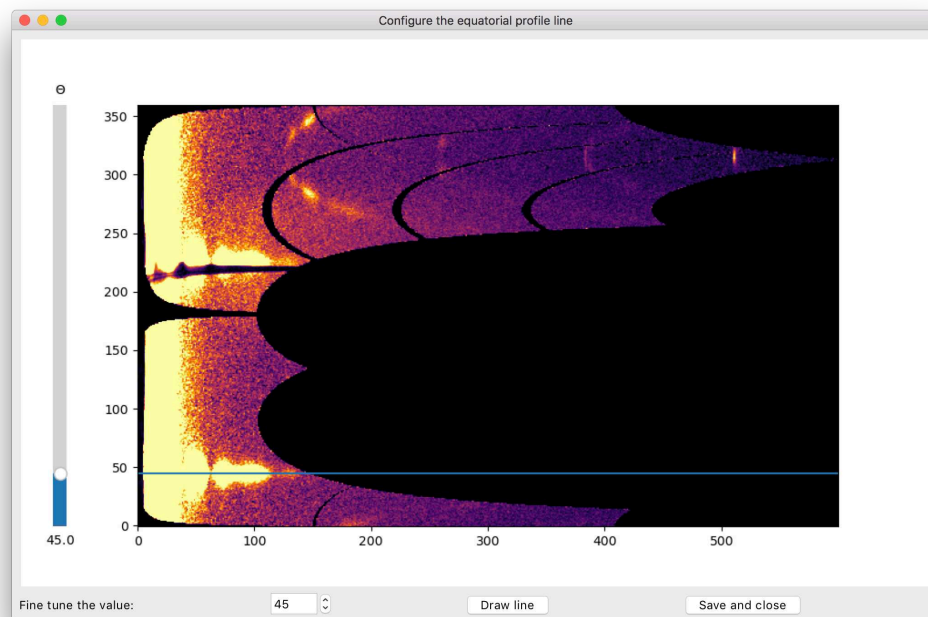 Configure the equatorial profile line
Θ
350
300
250
200
150
100
50
0
0 100 200 300 400 500
45.0
Fine tune the value: 45 Draw line Save and close